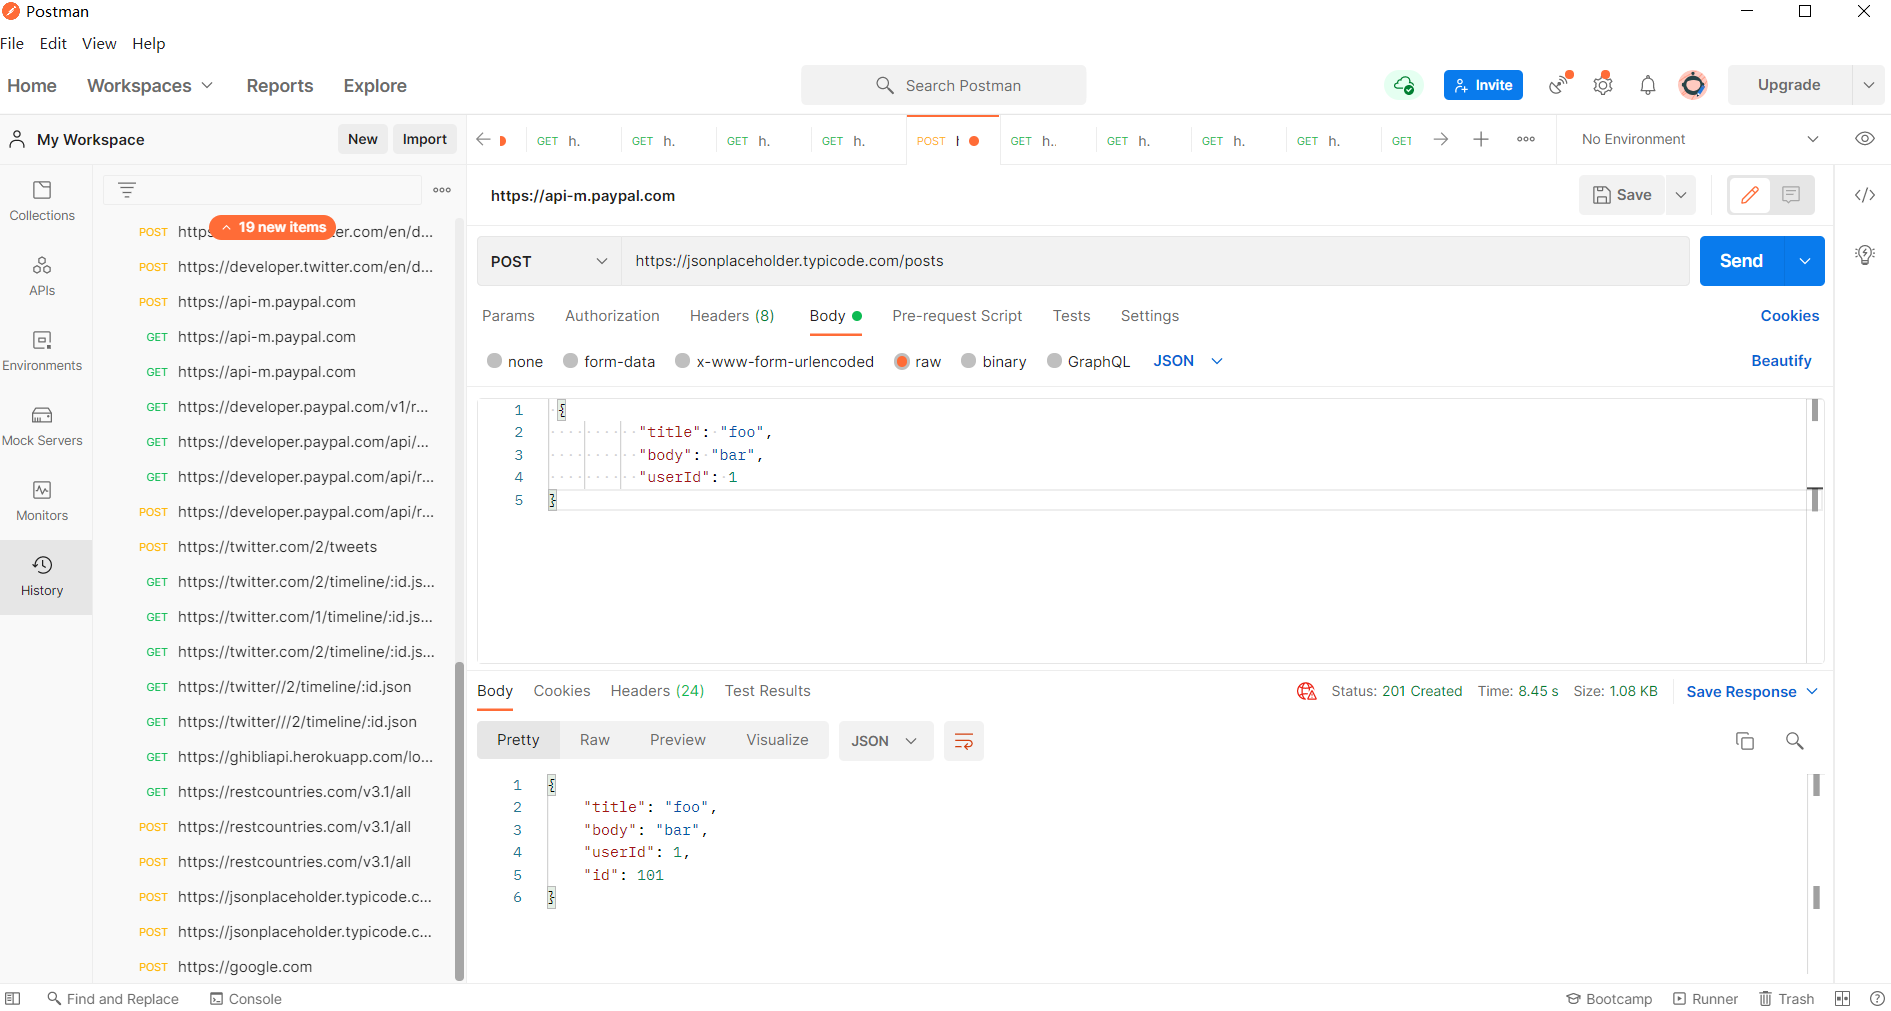 Postman
File Edit View Help
Home Workspaces Reports Explore Search Postman Invite Upgrade
My Workspace New Import
GET h. GET h. GET h. GET h. POST GET h.. GET h. GET h. GET h. GET No Environment
https://api-m.paypal.com Save
POST https://jsonplaceholder.typicode.com/posts Send
Params Authorization Headers (8) Body Pre-request Script Tests Settings Cookies
none form-data x-www-form-urlencoded raw binary GraphQL JSON Beautify
1 {
2 "title": "foo",
3 "body": "bar",
4 "userId": 1
5 }
Collections
APIs
Environments
Mock Servers
Monitors
History
19 new items
POST https er.com/en/d...
POST https://developer.twitter.com/en/d...
POST https://api-m.paypal.com
GET https://api-m.paypal.com
GET https://api-m.paypal.com
GET https://developer.paypal.com/v1/r...
GET https://developer.paypal.com/api/...
GET https://developer.paypal.com/api/r...
POST https://developer.paypal.com/api/r...
POST https://twitter.com/2/tweets
GET https://twitter.com/2/timeline/:id.js...
GET https://twitter.com/1/timeline/:id.js...
GET https://twitter.com/2/timeline/:id.js...
GET https://twitter//2/timeline/:id.json
GET https://twitter///2/timeline/:id.json
GET https://ghibliapi.herokuapp.com/lo...
GET https://restcountries.com/v3.1/all
POST https://restcountries.com/v3.1/all
POST https://restcountries.com/v3.1/all
POST https://jsonplaceholder.typicode.c...
POST https://jsonplaceholder.typicode.c...
POST https://google.com
Body Cookies Headers (24) Test Results Status: 201 Created Time: 8.45 s Size: 1.08 KB Save Response
Pretty Raw Preview Visualize JSON
1 {
2 "title": "foo",
3 "body": "bar",
4 "userId": 1,
5 "id": 101
6 }
Find and Replace Console Bootcamp Runner Trash